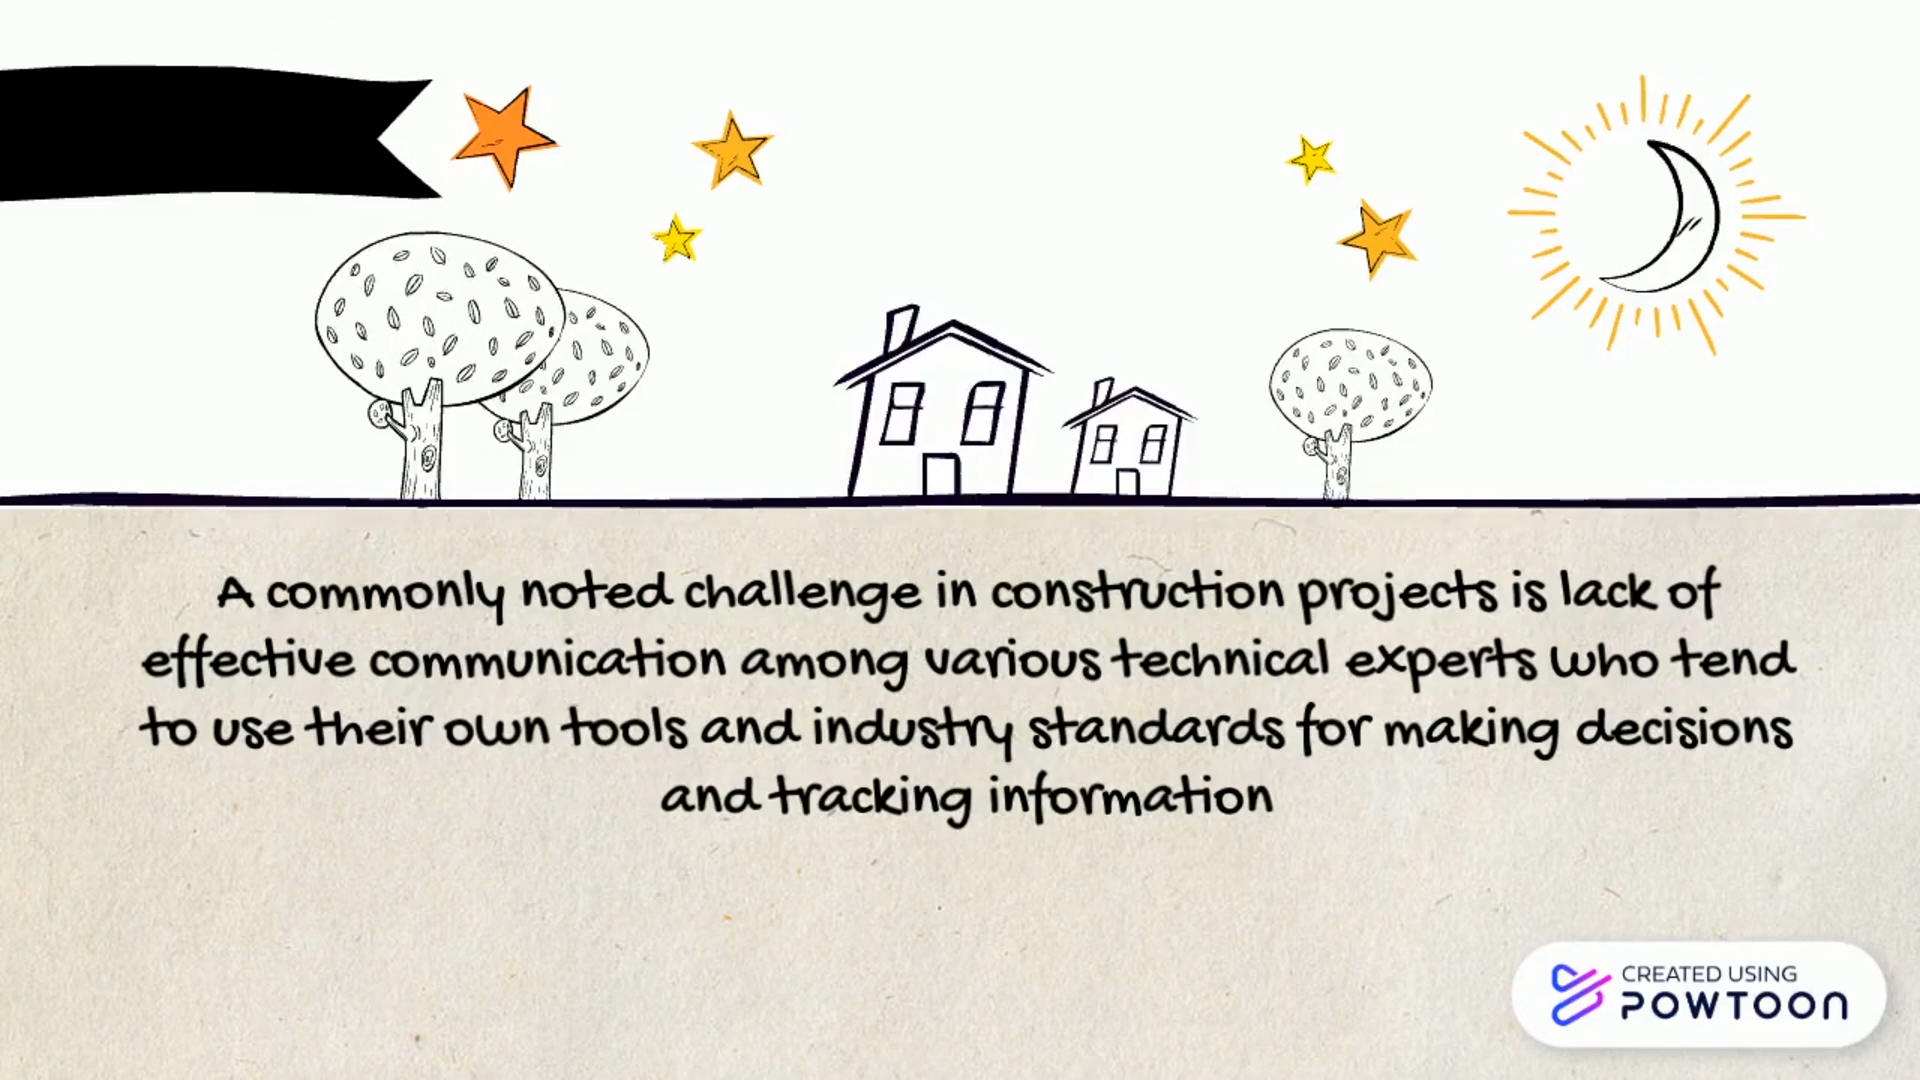 A commonly noted challenge in construction projects is lack of
effective communication among various technical experts who tend
to use their own tools and industry standards for making decisions
and tracking information
CREATED USING
POWTOON